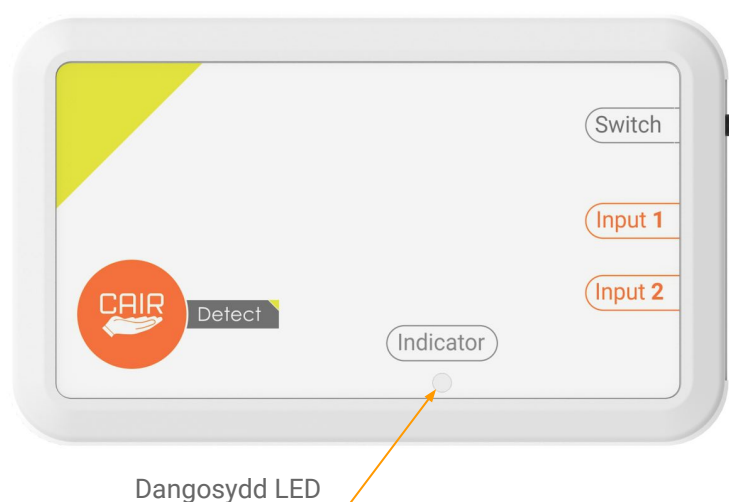 Switch
Input 1
Input 2
CAIR
Detect
Indicator
Dangosydd LED